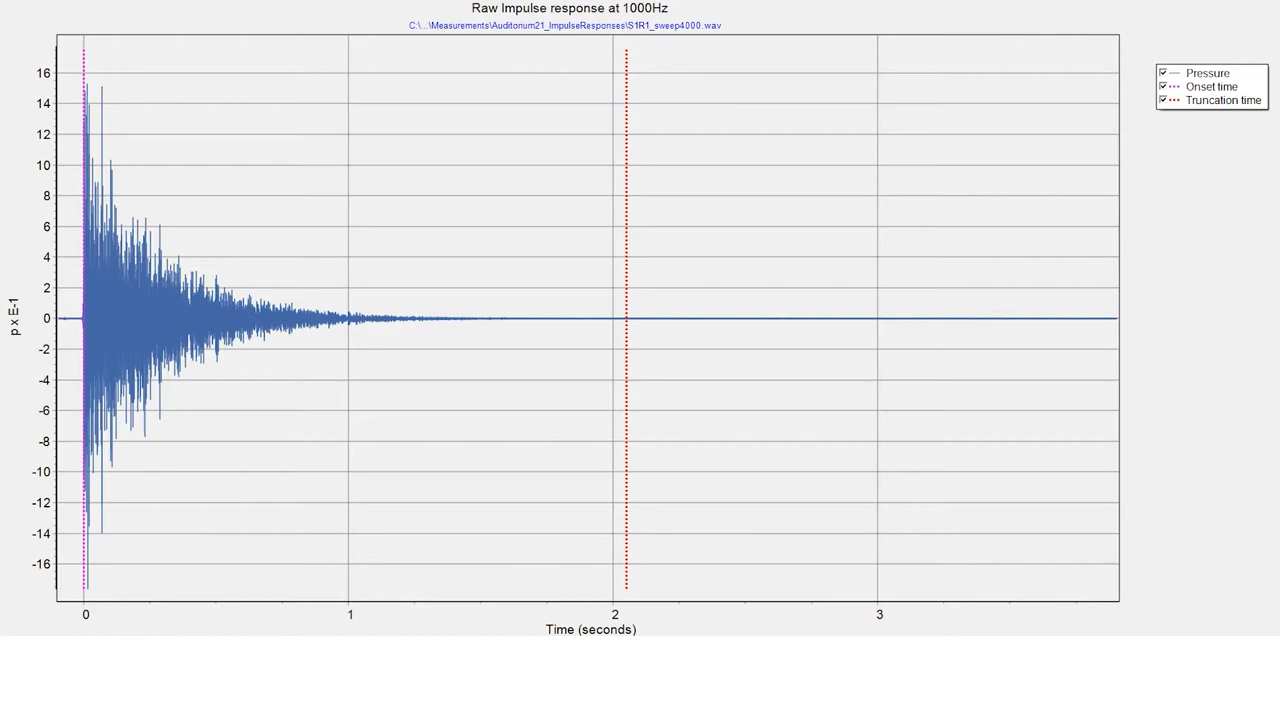 Raw Impulse response at 1000Hz
C:\...\Measurements\Auditorium21_ImpulseResponses\S1R1_sweep4000.wav
Pressure
Onset time
Truncation time
16
14
12
10
8
6
4
2
0
-2
-4
-6
-8
-10
-12
-14
-16
p x E-1
0 1 2 3
Time (seconds)